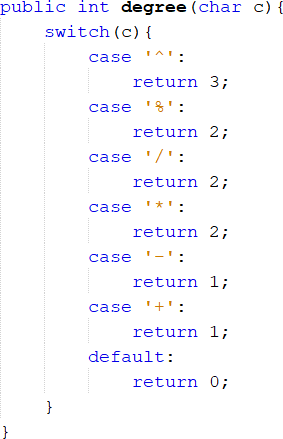 public int degree(char c){
    switch(c){
        case '^':
            return 3;
        case '%':
            return 2;
        case '/':
            return 2;
        case '*':
            return 2;
        case '-':
            return 1;
        case '+':
            return 1;
        default:
            return 0;
    }
}